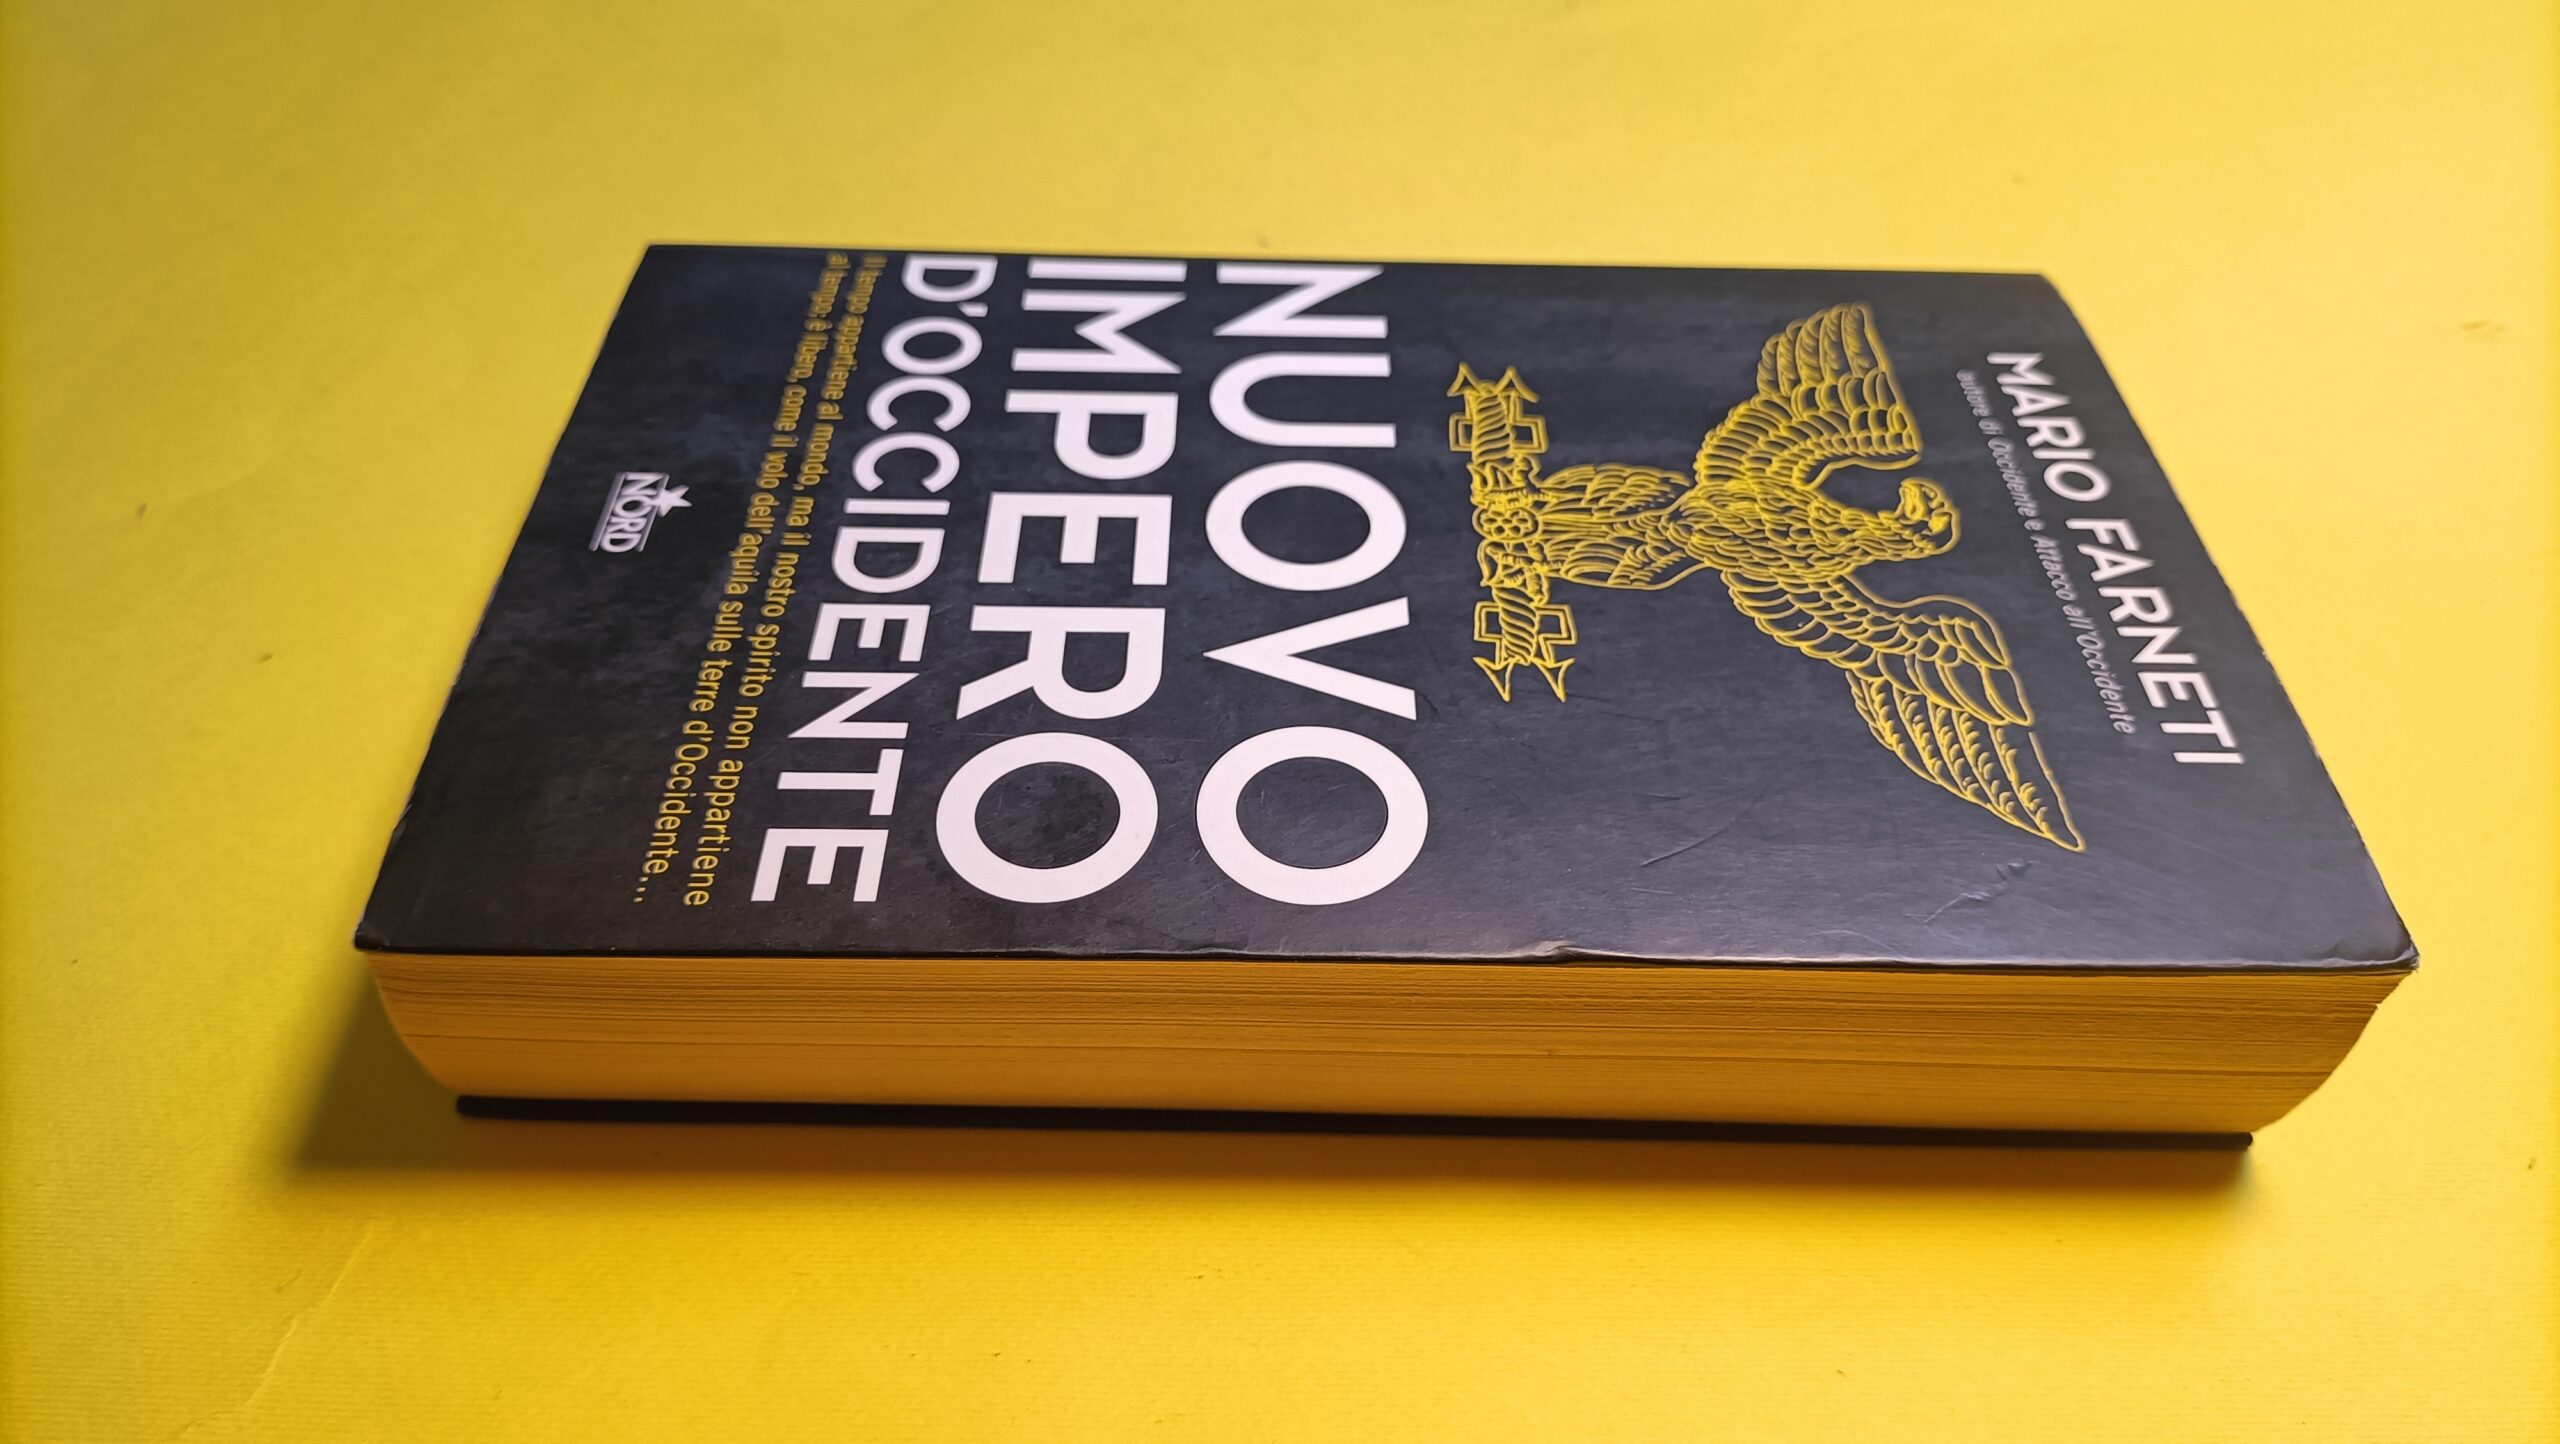 MARIO FARNETI
autore di Occidente e Attacco all'Occidente
NUOVO
IMPERO
D'OCCIDENTE
Il tempo appartiene al mondo, ma il nostro spirito non appartiene
al tempo: è libero, come il volo dell'aquila sulle terre d'Occidente...
NORD